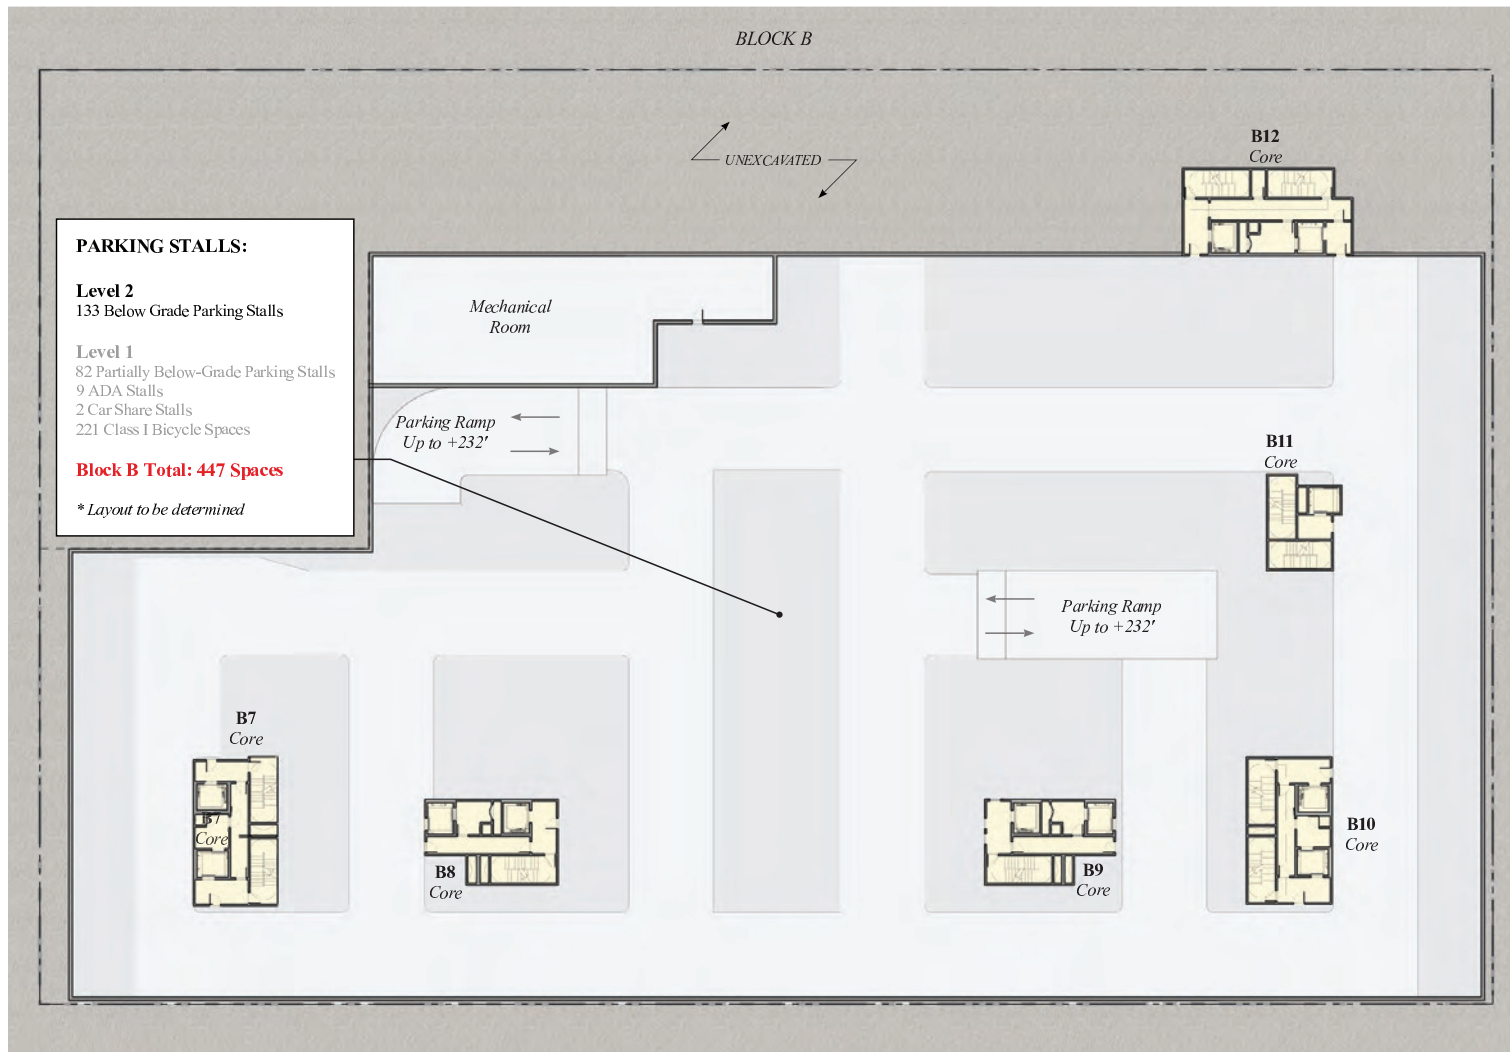 BLOCK B
UNEXCAVATED
B12
Core
PARKING STALLS:
Level 2
133 Below Grade Parking Stalls
Level 1
82 Partially Below-Grade Parking Stalls
9 ADA Stalls
2 Car Share Stalls
221 Class I Bicycle Spaces
Block B Total: 447 Spaces
* Layout to be determined
Mechanical
Room
Parking Ramp
Up to +232'
B11
Core
Parking Ramp
Up to +232'
B7
Core
B7
Core
B8
Core
B9
Core
B10
Core